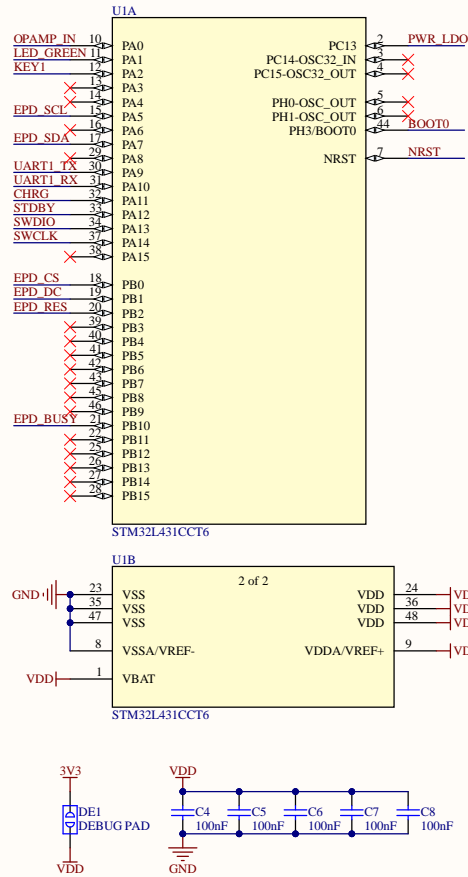 U1A
OPAMP_IN 10 PA0 PC13 2 PWR_LDO
LED_GREEN 11 PA1 PC14-OSC32_IN 3
KEY1 12 PA2 PC15-OSC32_OUT 4
13 PA3
14 PA4 PH0-OSC_OUT 5
EPD_SCL 15 PA5 PH1-OSC_OUT 6
16 PA6 PH3/BOOT0 44 BOOT0
EPD_SDA 17 PA7
29 PA8 NRST 7 NRST
UART1_TX 30 PA9
UART1_RX 31 PA10
CHRG 32 PA11
STDBY 33 PA12
SWDIO 34 PA13
SWCLK 37 PA14
38 PA15
EPD_CS 18 PB0
EPD_DC 19 PB1
EPD_RES 20 PB2
39 PB3
40 PB4
41 PB5
42 PB6
43 PB7
45 PB8
46 PB9
EPD_BUSY 21 PB10
22 PB11
25 PB12
26 PB13
27 PB14
28 PB15
STM32L431CCT6
U1B
2 of 2
GND 23 VSS VDD 24
35 VSS VDD 36
47 VSS VDD 48
8 VSSA/VREF- VDDA/VREF+ 9
VDD 1 VBAT
STM32L431CCT6
3V3 VDD
DE1 C4 C5 C6 C7 C8
DEBUG PAD 100nF 100nF 100nF 100nF 100nF
VDD GND